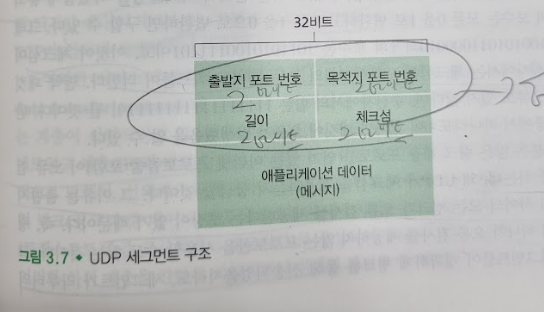 32비트
출발지 포트 번호 목적지 포트 번호
2바이트 2바이트
길이 체크섬
2바이트 2바이트
애플리케이션 데이터
(메시지)
그림 3.7 ◆ UDP 세그먼트 구조